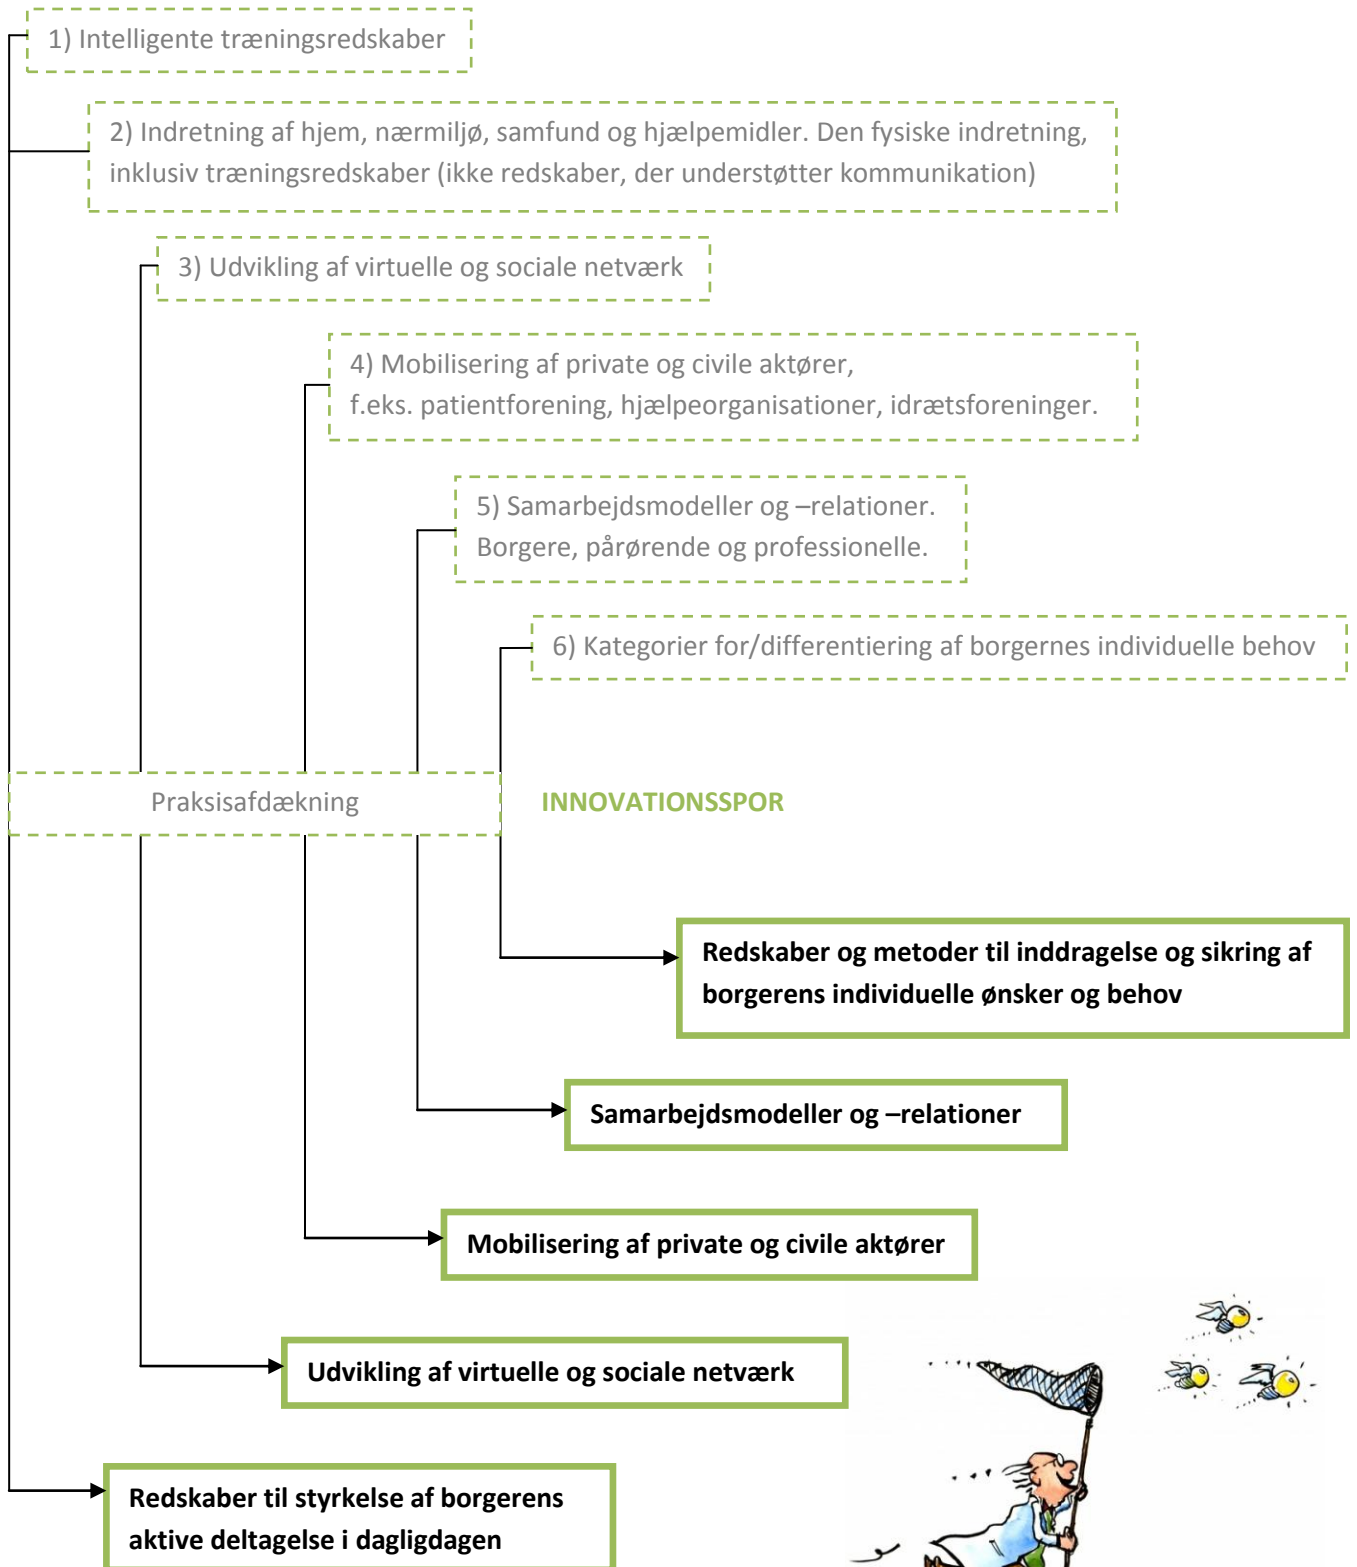 1) Intelligente træningsredskaber
2) Indretning af hjem, nærmiljø, samfund og hjælpemidler. Den fysiske indretning,
inklusiv træningsredskaber (ikke redskaber, der understøtter kommunikation)
3) Udvikling af virtuelle og sociale netværk
4) Mobilisering af private og civile aktører,
f.eks. patientforening, hjælpeorganisationer, idrætsforeninger.
5) Samarbejdsmodeller og –relationer.
Borgere, pårørende og professionelle.
6) Kategorier for/differentiering af borgernes individuelle behov
Praksisafdækning
INNOVATIONSSPOR
Redskaber og metoder til inddragelse og sikring af
borgerens individuelle ønsker og behov
Samarbejdsmodeller og –relationer
Mobilisering af private og civile aktører
Udvikling af virtuelle og sociale netværk
Redskaber til styrkelse af borgerens
aktive deltagelse i dagligdagen